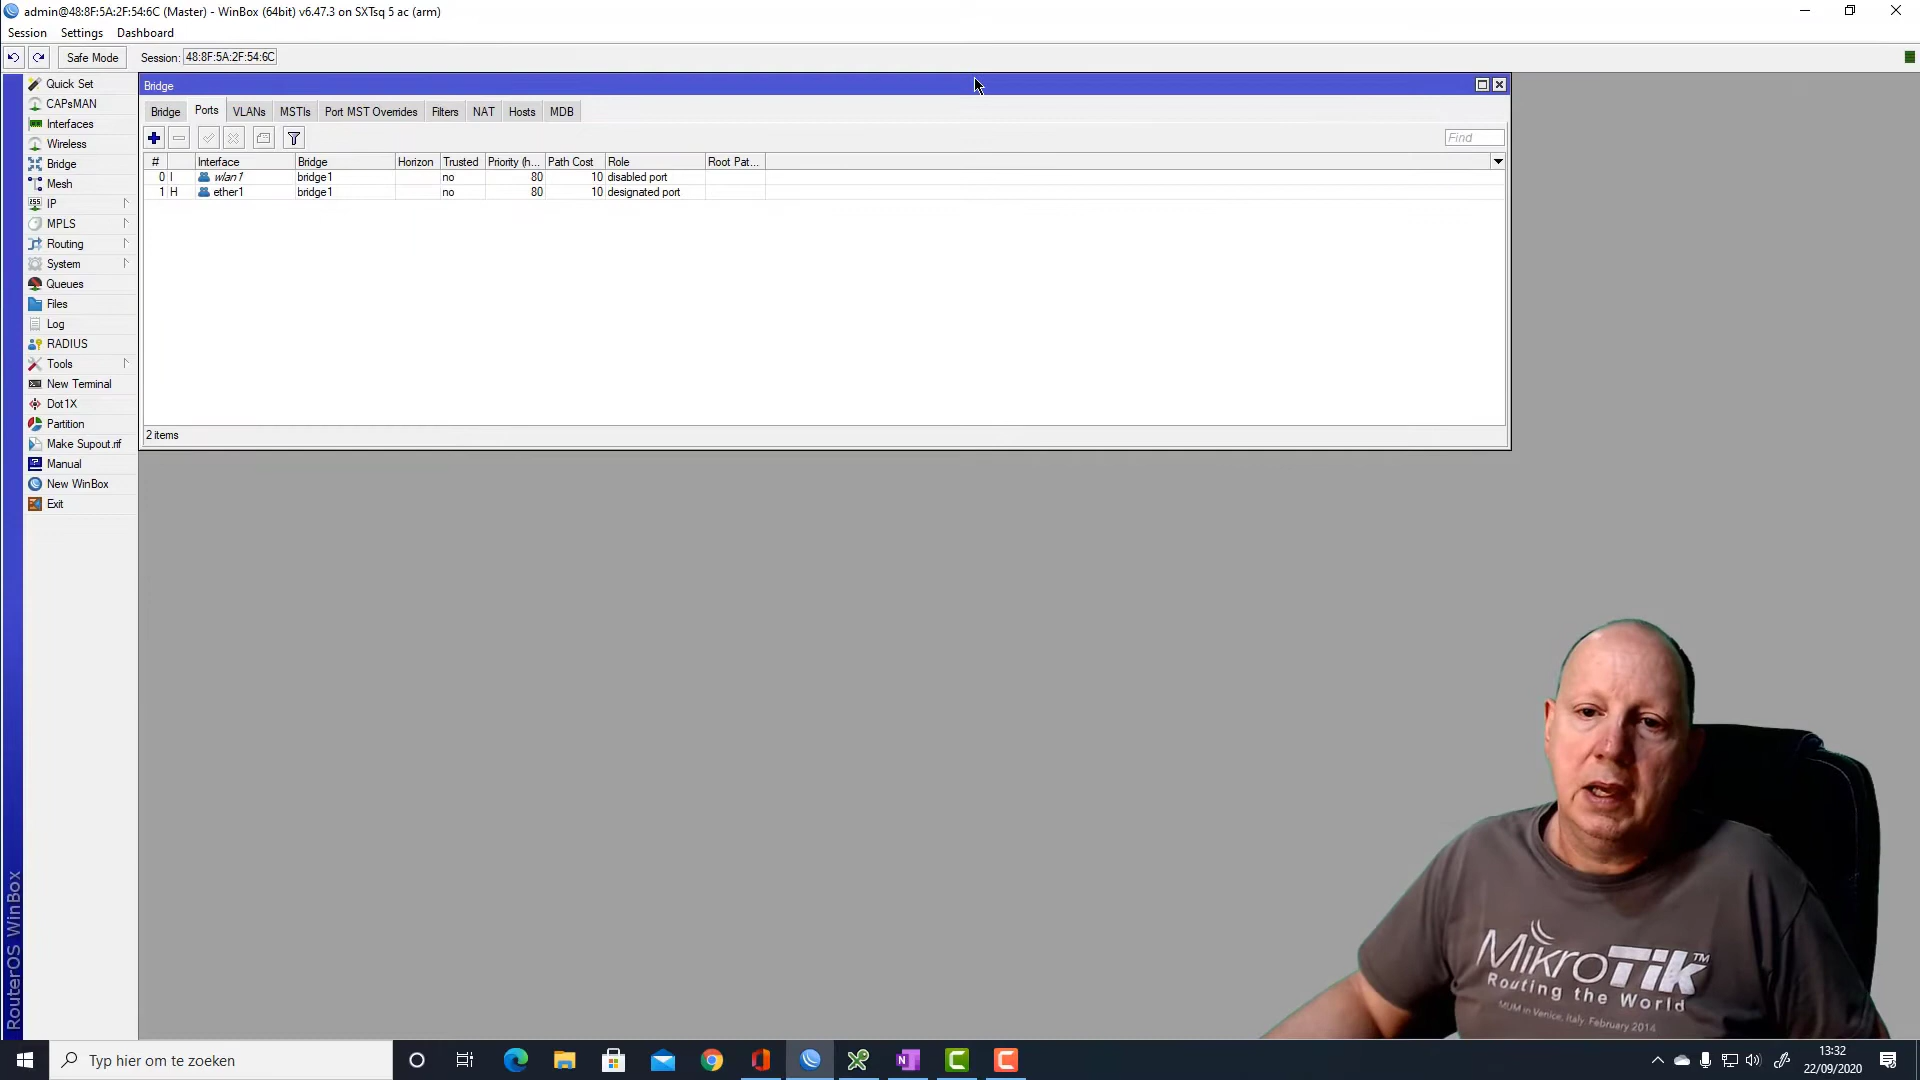 admin@48:8F:5A:2F:54:6C (Master) - WinBox (64bit) v6.47.3 on SXTsq 5 ac (arm)
Session Settings Dashboard
Safe Mode Session: 48:8F:5A:2F:54:6C
Quick Set
CAPsMAN
Interfaces
Wireless
Bridge
Mesh
IP
MPLS
Routing
System
Queues
Files
Log
RADIUS
Tools
New Terminal
Dot1X
Partition
Make Supout.rif
Manual
New WinBox
Exit
RouterOS WinBox
Bridge
Bridge Ports VLANs MSTIs Port MST Overrides Filters NAT Hosts MDB
Find
# Interface Bridge Horizon Trusted Priority (h... Path Cost Role Root Pat...
0 I wlan1 bridge1 no 80 10 disabled port
1 H ether1 bridge1 no 80 10 designated port
2 items
MikroTik TM
Routing the World
MUM in Venice, Italy, February 2014
Typ hier om te zoeken
13:32
22/09/2020